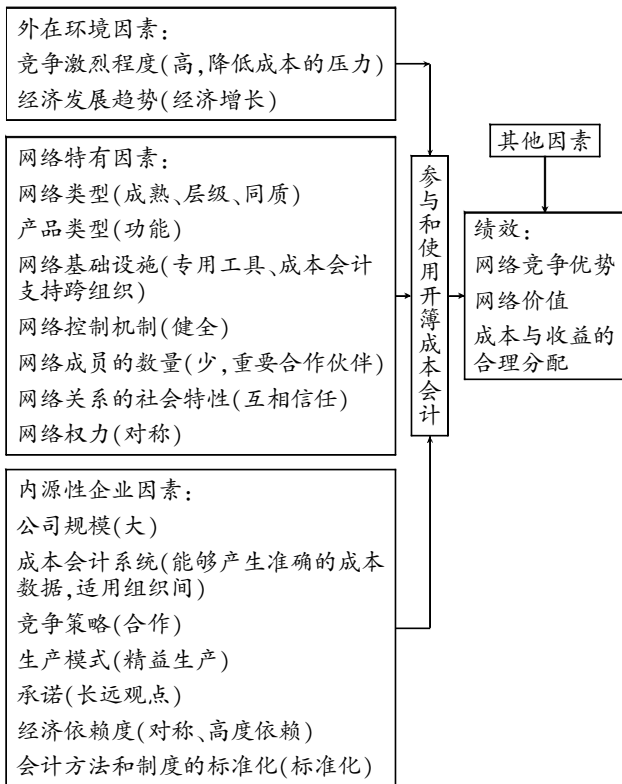 外在环境因素:
竞争激烈程度(高,降低成本的压力)
经济发展趋势(经济增长)
网络特有因素:
网络类型(成熟、层级、同质)
产品类型(功能)
网络基础设施(专用工具、成本会计
支持跨组织)
网络控制机制(健全)
网络成员的数量(少,重要合作伙伴)
网络关系的社会特性(互相信任)
网络权力(对称)
内源性企业因素:
公司规模(大)
成本会计系统(能够产生准确的成本
数据,适用组织间)
竞争策略(合作)
生产模式(精益生产)
承诺(长远观点)
经济依赖度(对称、高度依赖)
会计方法和制度的标准化(标准化)
参与和使用开簿成本会计
其他因素
绩效:
网络竞争优势
网络价值
成本与收益的
合理分配